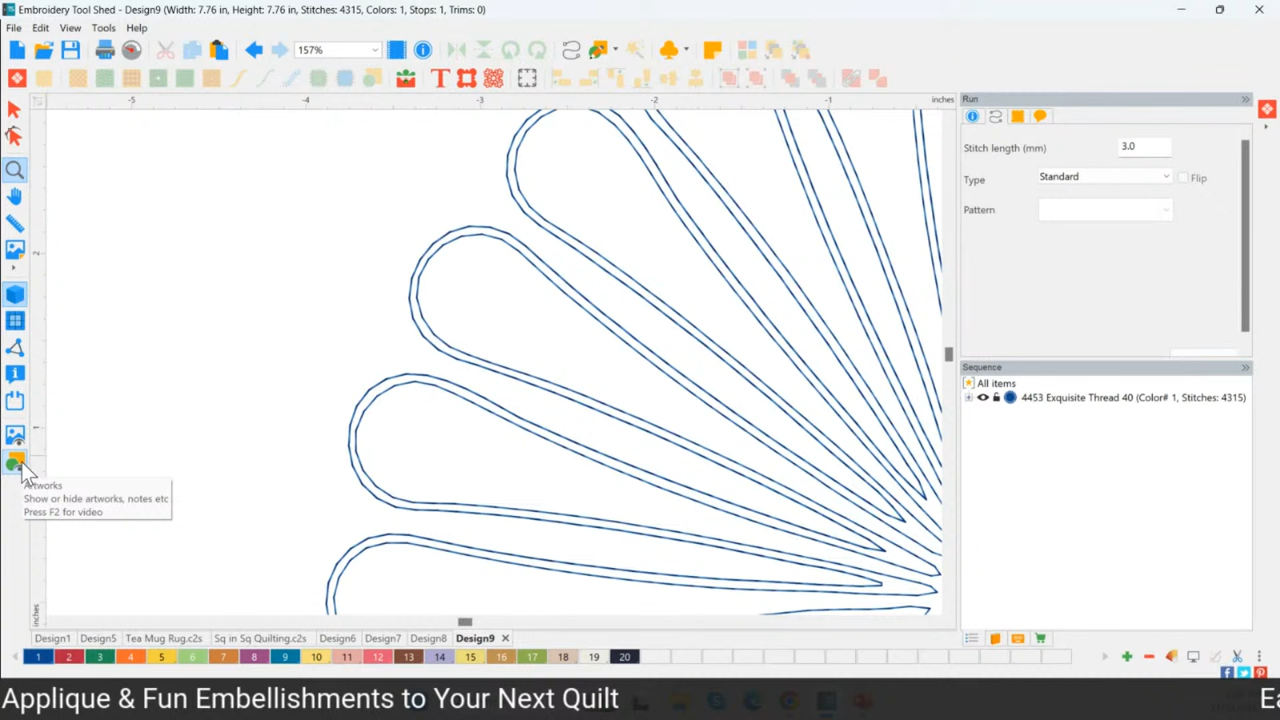 Embroidery Tool Shed - Design9 (Width: 7.76 in, Height: 7.76 in, Stitches: 4315, Colors: 1, Stops: 1, Trims: 0)
File Edit View Tools Help
157%
-5 -4 -3 -2 -1 inches
2
1
inches
Artworks
Show or hide artworks, notes etc
Press F2 for video
Run
Stitch length (mm) 3.0
Type Standard Flip
Pattern
Sequence
All items
4453 Exquisite Thread 40 (Color# 1, Stitches: 4315)
Design1 Design5 Tea Mug Rug.c2s Sq in Sq Quilting.c2s Design6 Design7 Design8 Design9
1 2 3 4 5 6 7 8 9 10 11 12 13 14 15 16 17 18 19 20
Applique & Fun Embellishments to Your Next Quilt Ea